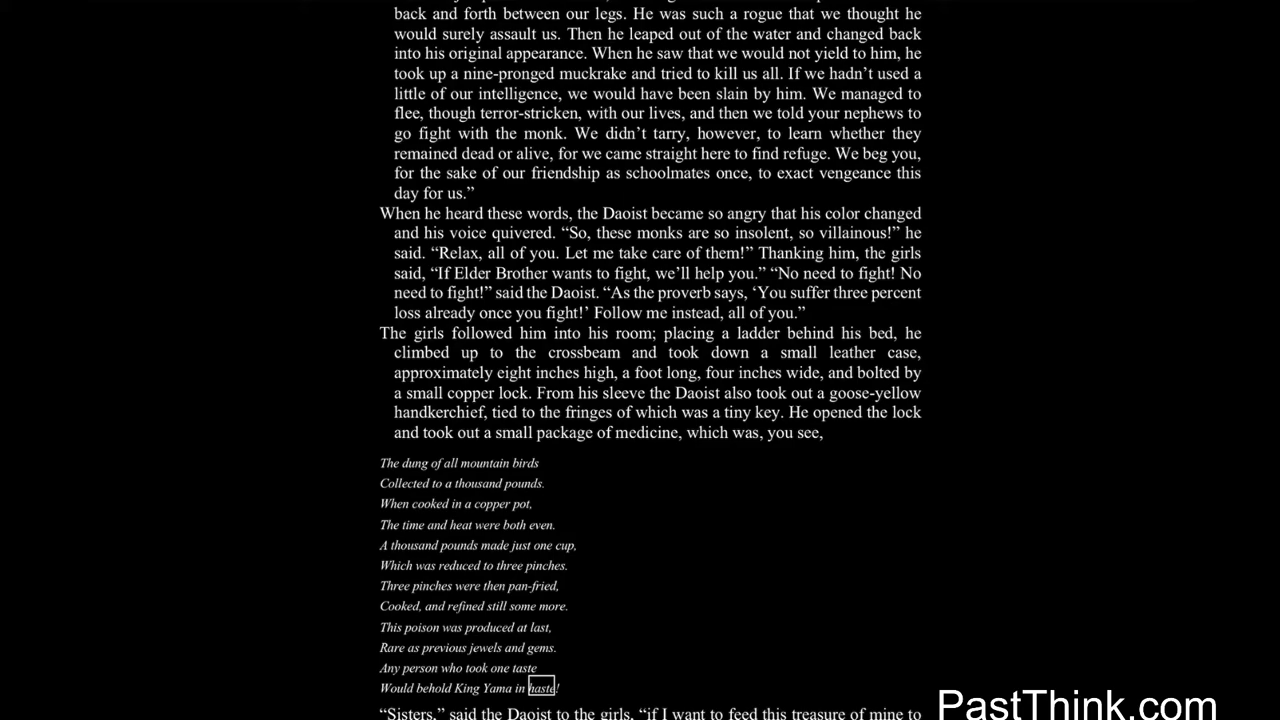 back and forth between our legs. He was such a rogue that we thought he
would surely assault us. Then he leaped out of the water and changed back
into his original appearance. When he saw that we would not yield to him, he
took up a nine-pronged muckrake and tried to kill us all. If we hadn’t used a
little of our intelligence, we would have been slain by him. We managed to
flee, though terror-stricken, with our lives, and then we told your nephews to
go fight with the monk. We didn’t tarry, however, to learn whether they
remained dead or alive, for we came straight here to find refuge. We beg you,
for the sake of our friendship as schoolmates once, to exact vengeance this
day for us.”
When he heard these words, the Daoist became so angry that his color changed
and his voice quivered. “So, these monks are so insolent, so villainous!” he
said. “Relax, all of you. Let me take care of them!” Thanking him, the girls
said, “If Elder Brother wants to fight, we’ll help you.” “No need to fight! No
need to fight!” said the Daoist. “As the proverb says, ‘You suffer three percent
loss already once you fight!’ Follow me instead, all of you.”
The girls followed him into his room; placing a ladder behind his bed, he
climbed up to the crossbeam and took down a small leather case,
approximately eight inches high, a foot long, four inches wide, and bolted by
a small copper lock. From his sleeve the Daoist also took out a goose-yellow
handkerchief, tied to the fringes of which was a tiny key. He opened the lock
and took out a small package of medicine, which was, you see,
The dung of all mountain birds
Collected to a thousand pounds.
When cooked in a copper pot,
The time and heat were both even.
A thousand pounds made just one cup,
Which was reduced to three pinches.
Three pinches were then pan-fried,
Cooked, and refined still some more.
This poison was produced at last,
Rare as previous jewels and gems.
Any person who took one taste
Would behold King Yama in haste!
“Sisters,” said the Daoist to the girls, “if I want to feed this treasure of mine to
PastThink.com